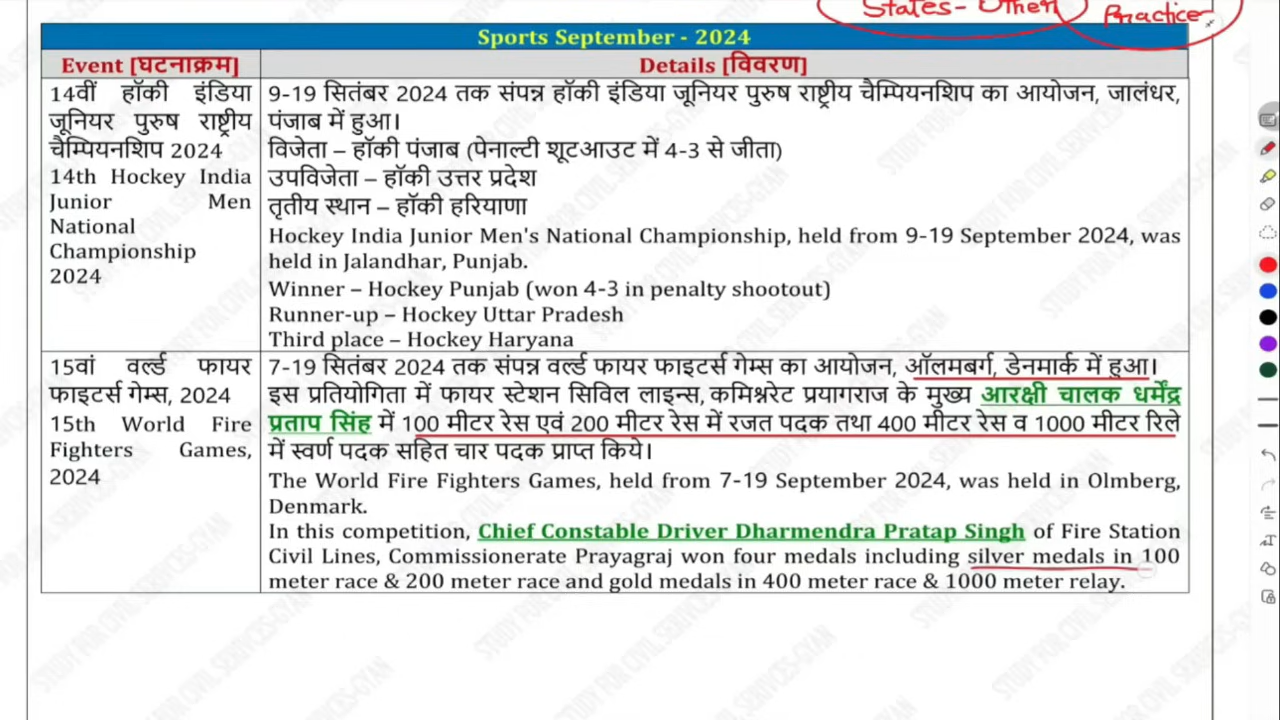 States- Other
Practice
Sports September - 2024
Event [घटनाक्रम]
Details [विवरण]
14वीं हॉकी इंडिया
जूनियर पुरुष राष्ट्रीय
चैम्पियनशिप 2024
14th Hockey India
Junior Men
National
Championship
2024
9-19 सितंबर 2024 तक संपन्न हॉकी इंडिया जूनियर पुरुष राष्ट्रीय चैम्पियनशिप का आयोजन, जालंधर,
पंजाब में हुआ।
विजेता – हॉकी पंजाब (पेनाल्टी शूटआउट में 4-3 से जीता)
उपविजेता – हॉकी उत्तर प्रदेश
तृतीय स्थान – हॉकी हरियाणा
Hockey India Junior Men's National Championship, held from 9-19 September 2024, was
held in Jalandhar, Punjab.
Winner – Hockey Punjab (won 4-3 in penalty shootout)
Runner-up – Hockey Uttar Pradesh
Third place – Hockey Haryana
15वां वर्ल्ड फायर
फाइटर्स गेम्स, 2024
15th World Fire
Fighters Games,
2024
7-19 सितंबर 2024 तक संपन्न वर्ल्ड फायर फाइटर्स गेम्स का आयोजन, ऑलमबर्ग, डेनमार्क में हुआ।
इस प्रतियोगिता में फायर स्टेशन सिविल लाइन्स, कमिश्नरेट प्रयागराज के मुख्य आरक्षी चालक धर्मेंद्र
प्रताप सिंह में 100 मीटर रेस एवं 200 मीटर रेस में रजत पदक तथा 400 मीटर रेस व 1000 मीटर रिले
में स्वर्ण पदक सहित चार पदक प्राप्त किये।
The World Fire Fighters Games, held from 7-19 September 2024, was held in Olmberg,
Denmark.
In this competition, Chief Constable Driver Dharmendra Pratap Singh of Fire Station
Civil Lines, Commissionerate Prayagraj won four medals including silver medals in 100
meter race & 200 meter race and gold medals in 400 meter race & 1000 meter relay.
STUDY FOR CIVIL SERVICES-GYAN